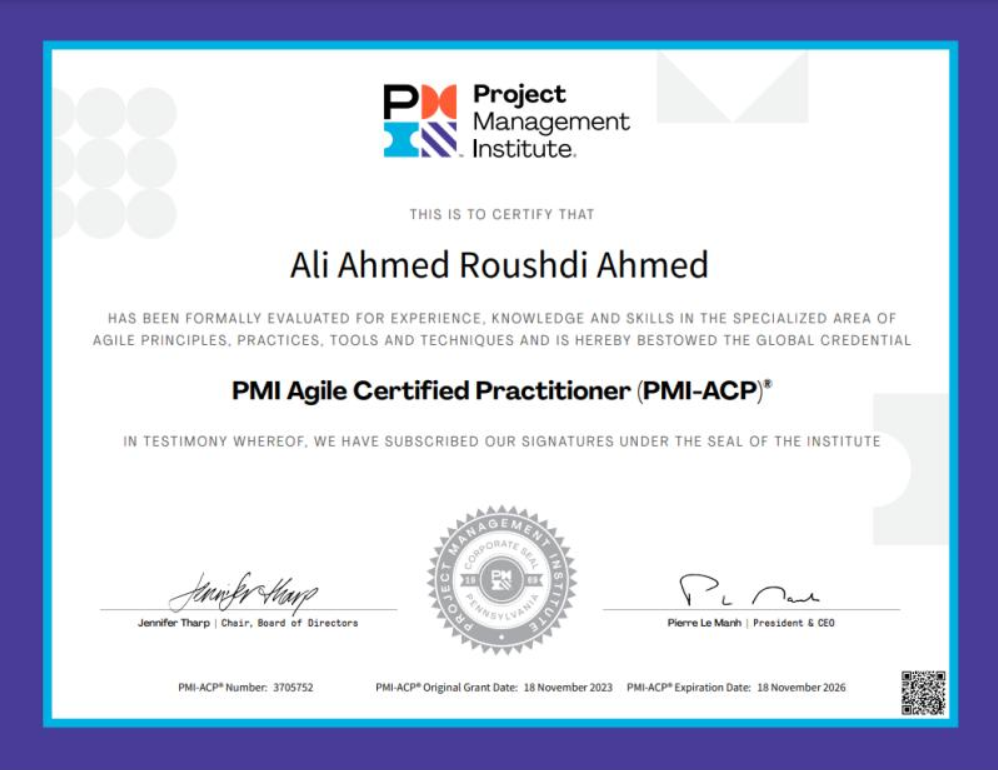 PM
Project
Management
Institute.
THIS IS TO CERTIFY THAT
Ali Ahmed Roushdi Ahmed
HAS BEEN FORMALLY EVALUATED FOR EXPERIENCE, KNOWLEDGE AND SKILLS IN THE SPECIALIZED AREA OF
AGILE PRINCIPLES, PRACTICES, TOOLS AND TECHNIQUES AND IS HEREBY BESTOWED THE GLOBAL CREDENTIAL
PMI Agile Certified Practitioner (PMI-ACP)®
IN TESTIMONY WHEREOF, WE HAVE SUBSCRIBED OUR SIGNATURES UNDER THE SEAL OF THE INSTITUTE
PROJECT MANAGEMENT INSTITUTE
CORPORATE SEAL
1969
PENNSYLVANIA
Jennifer Tharp
Jennifer Tharp | Chair, Board of Directors
Pierre Le Manh | President & CEO
PMI-ACP® Number: 3705752 PMI-ACP® Original Grant Date: 18 November 2023 PMI-ACP® Expiration Date: 18 November 2026